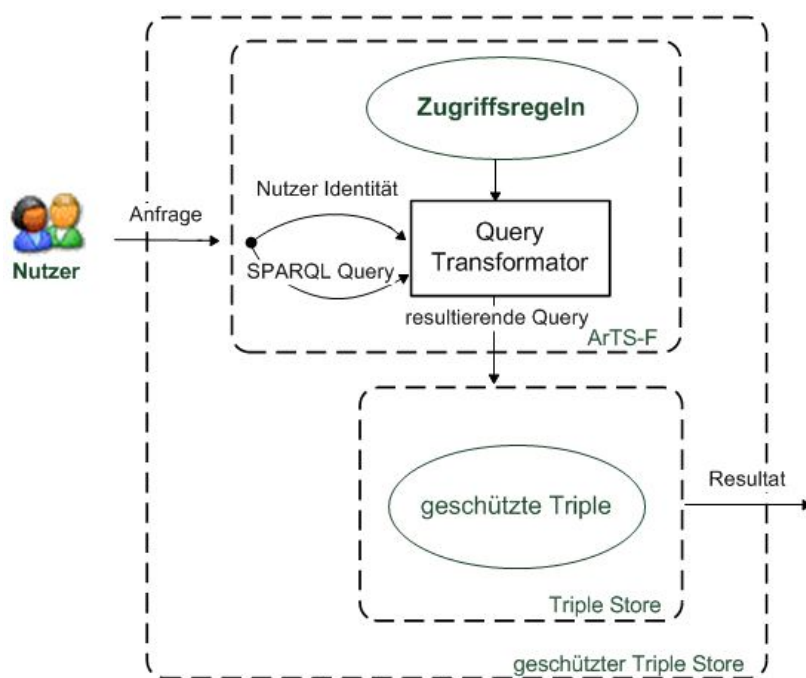 Zugriffsregeln
Nutzer Identität
Anfrage
Query
Transformator
SPARQL Query
Nutzer
resultierende Query
ArTS-F
Resultat
geschützte Triple
Triple Store
geschützter Triple Store